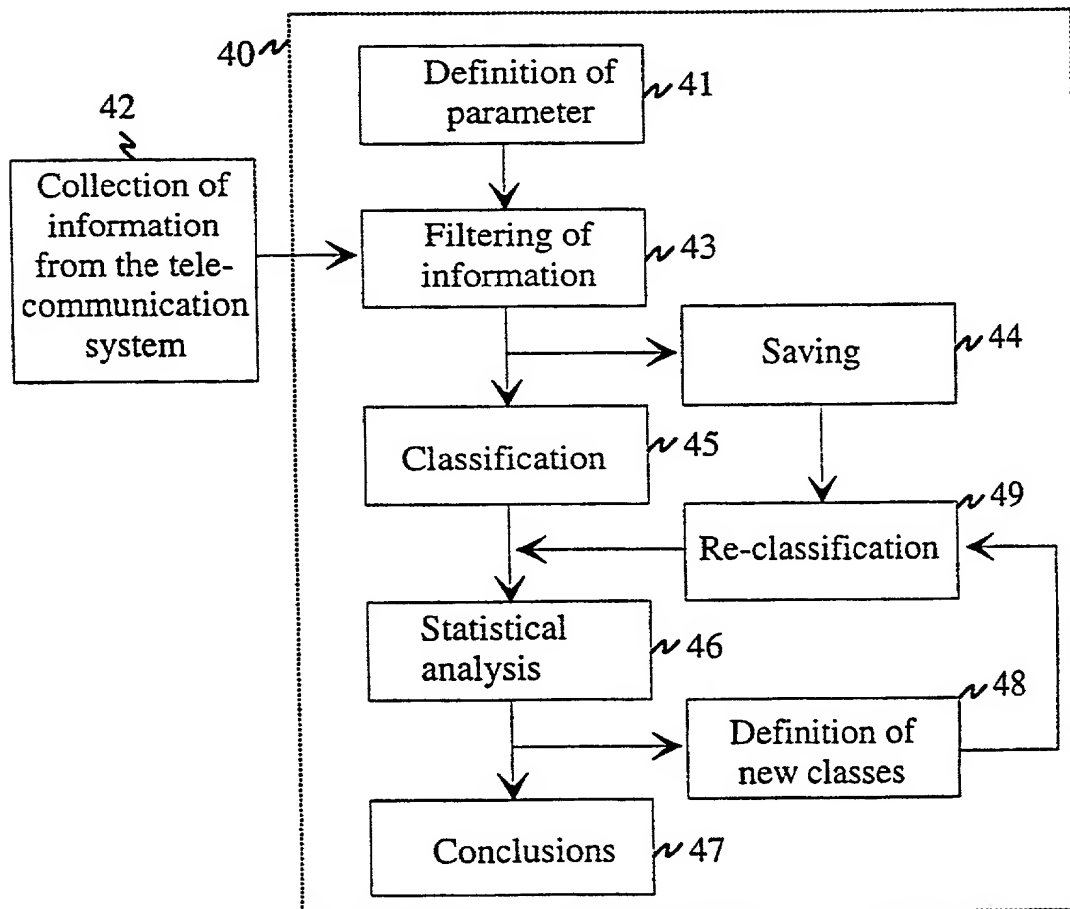 40
Definition of
parameter
41
42
Collection of
information
from the tele-
communication
system
Filtering of
information
43
Saving
44
Classification
45
Re-classification
49
Statistical
analysis
46
Definition of
new classes
48
Conclusions
47